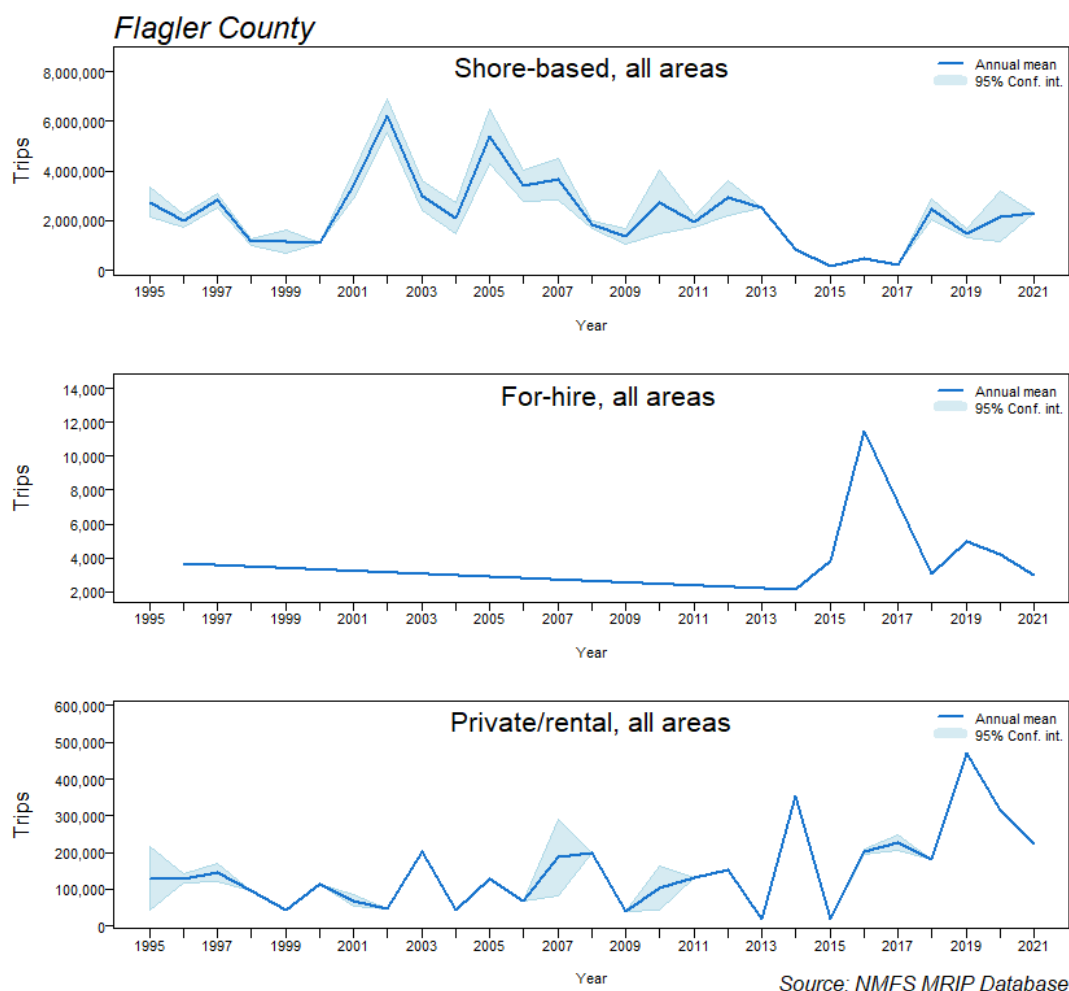 Flagler County
Shore-based, all areas
Annual mean
95% Conf. int.
8,000,000
6,000,000
4,000,000
2,000,000
0
Trips
1995 1997 1999 2001 2003 2005 2007 2009 2011 2013 2015 2017 2019 2021
Year
For-hire, all areas
Annual mean
95% Conf. int.
14,000
12,000
10,000
8,000
6,000
4,000
2,000
Trips
1995 1997 1999 2001 2003 2005 2007 2009 2011 2013 2015 2017 2019 2021
Year
Private/rental, all areas
Annual mean
95% Conf. int.
600,000
500,000
400,000
300,000
200,000
100,000
0
Trips
1995 1997 1999 2001 2003 2005 2007 2009 2011 2013 2015 2017 2019 2021
Year
Source: NMFS MRIP Database